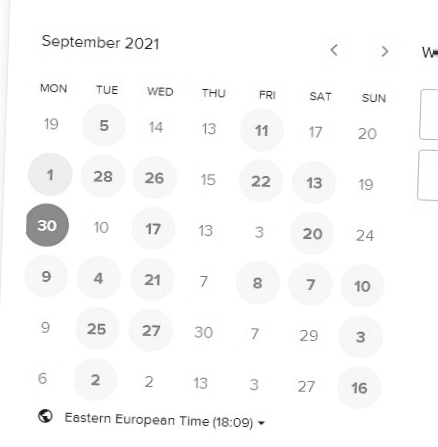 September 2021
MON TUE WED THU FRI SAT SUN
19 5 14 13 11 17 20
1 28 26 15 22 13 19
30 10 17 13 3 20 24
9 4 21 7 8 7 10
9 25 27 30 7 29 3
6 2 2 13 3 27 16
Eastern European Time (18:09)